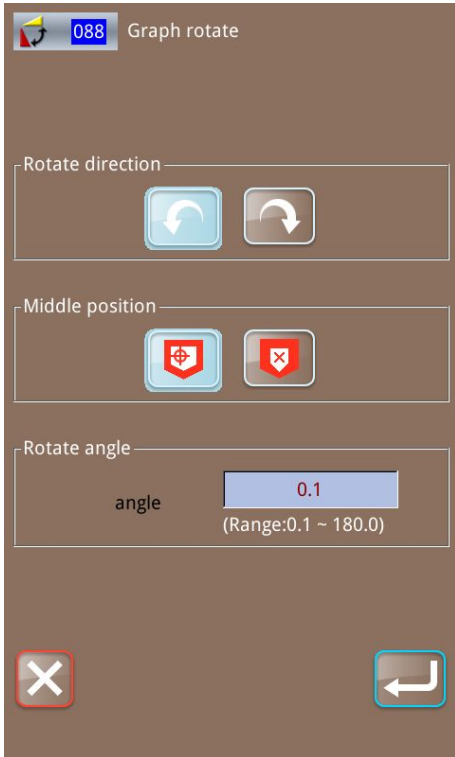 088 Graph rotate
Rotate direction
Middle position
Rotate angle
angle 0.1
(Range:0.1 ~ 180.0)